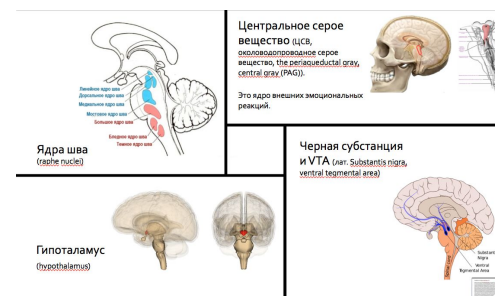 Линейное ядро шва
Дорсальное ядро шва
Медиальное ядро шва
Мостовое ядро шва
Большое ядро шва
Бледное ядро шва
Темное ядро шва
Ядра шва
(raphe nuclei)
Центральное серое
вещество (ЦСВ,
околоводопроводное серое
вещество, the periaqueductal gray,
central gray (PAG)).
Это ядро внешних эмоциональных
реакций.
Гипоталамус
(hypothalamus)
Черная субстанция
и VTA (лат. Substantis nigra,
ventral tegmental area)
Substant
Nigra
Ventral
Tegmental Area